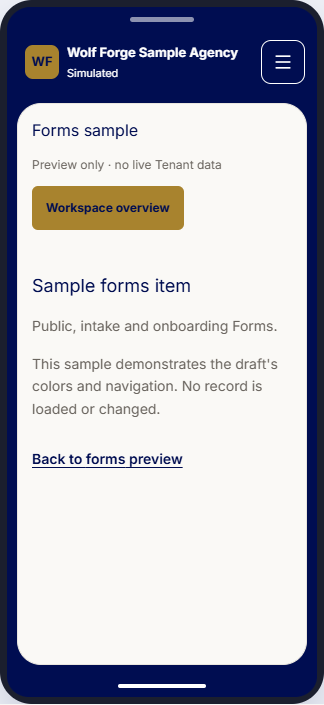 WF
Wolf Forge Sample Agency
Simulated
Forms sample
Preview only · no live Tenant data
Workspace overview
Sample forms item
Public, intake and onboarding Forms.
This sample demonstrates the draft's
colors and navigation. No record is
loaded or changed.
Back to forms preview